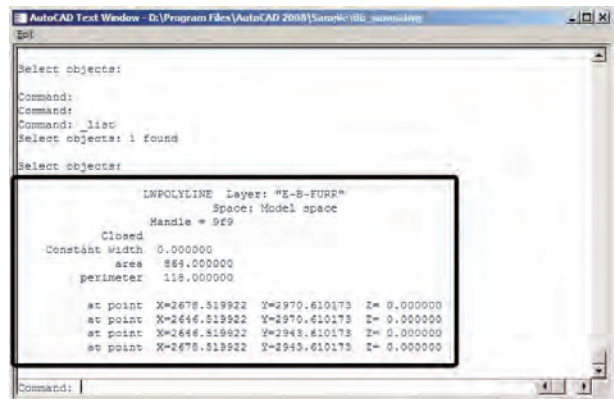 AutoCAD Text Window - D:\Program Files\AutoCAD 2008\Sample\
Edit
Select objects:
Command:
Command:
Command: _list
Select objects: 1 found
Select objects:
LWPOLYLINE Layer: "E-B-FURR"
Space: Model space
Handle = 9f9
Closed
Constant width 0.000000
area 864.000000
perimeter 118.000000
at point X=2678.519922 Y=2970.610173 Z= 0.000000
at point X=2646.519922 Y=2970.610173 Z= 0.000000
at point X=2646.519922 Y=2943.610173 Z= 0.000000
at point X=2678.519922 Y=2943.610173 Z= 0.000000
Command: